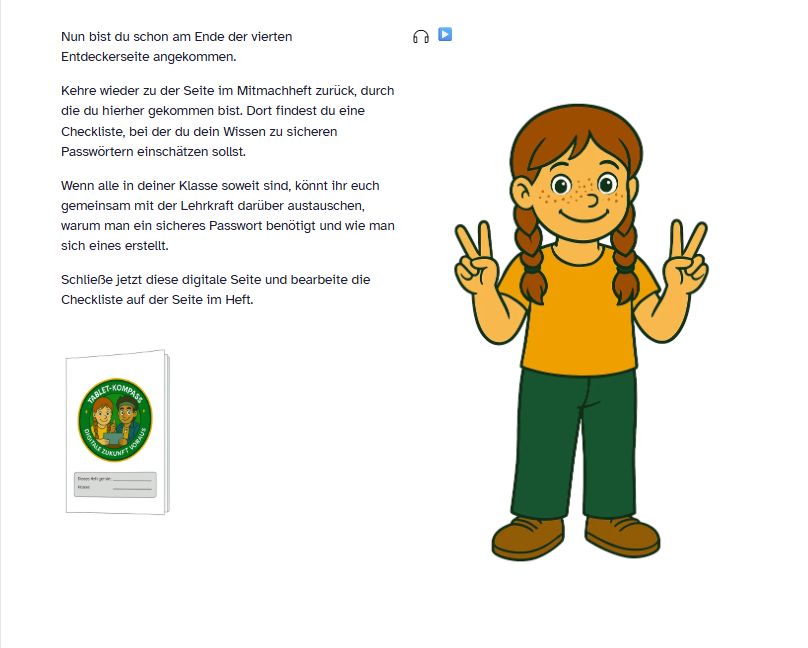 Nun bist du schon am Ende der vierten
Entdeckerseite angekommen.
Kehre wieder zu der Seite im Mitmachheft zurück, durch
die du hierher gekommen bist. Dort findest du eine
Checkliste, bei der du dein Wissen zu sicheren
Passwörtern einschätzen sollst.
Wenn alle in deiner Klasse soweit sind, könnt ihr euch
gemeinsam mit der Lehrkraft darüber austauschen,
warum man ein sicheres Passwort benötigt und wie man
sich eines erstellt.
Schließe jetzt diese digitale Seite und bearbeite die
Checkliste auf der Seite im Heft.
TABLET-KOMPASS
DIGITALE ZUKUNFT VORAUS
Dieses Heft gehört:
Klasse: